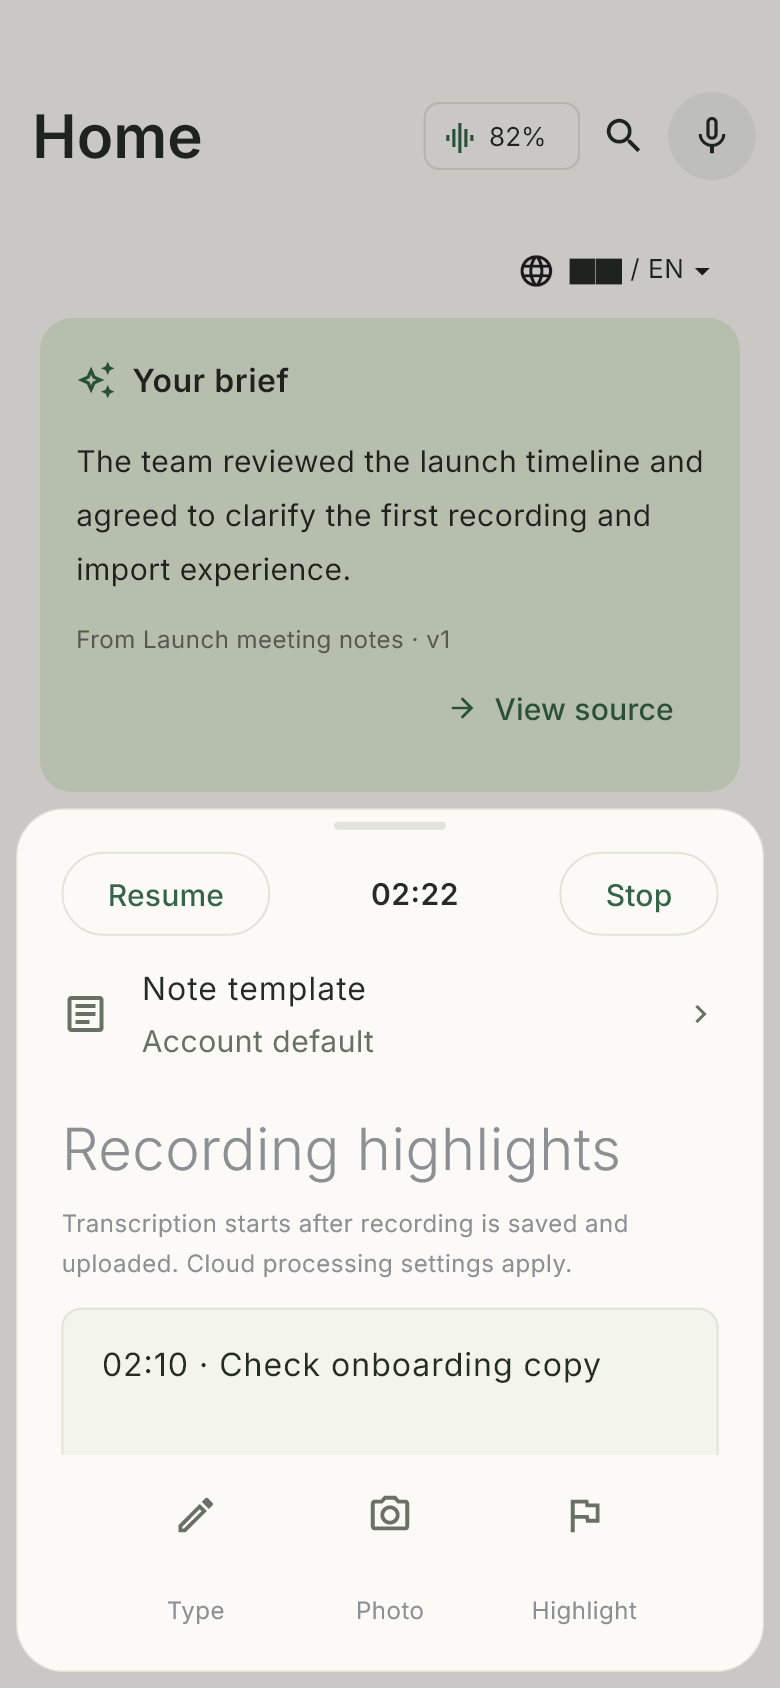 Home
82%
/ EN
Your brief
The team reviewed the launch timeline and
agreed to clarify the first recording and
import experience.
From Launch meeting notes · v1
View source
Resume
02:22
Stop
Note template
Account default
Recording highlights
Transcription starts after recording is saved and
uploaded. Cloud processing settings apply.
02:10 · Check onboarding copy
Type
Photo
Highlight